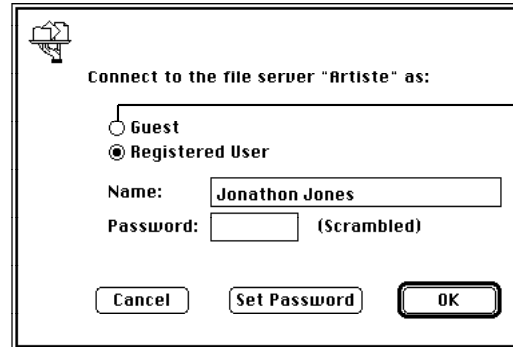 Connect to the file server "Artiste" as:
Guest
Registered User
Name: Jonathon Jones
Password: (Scrambled)
Cancel Set Password OK